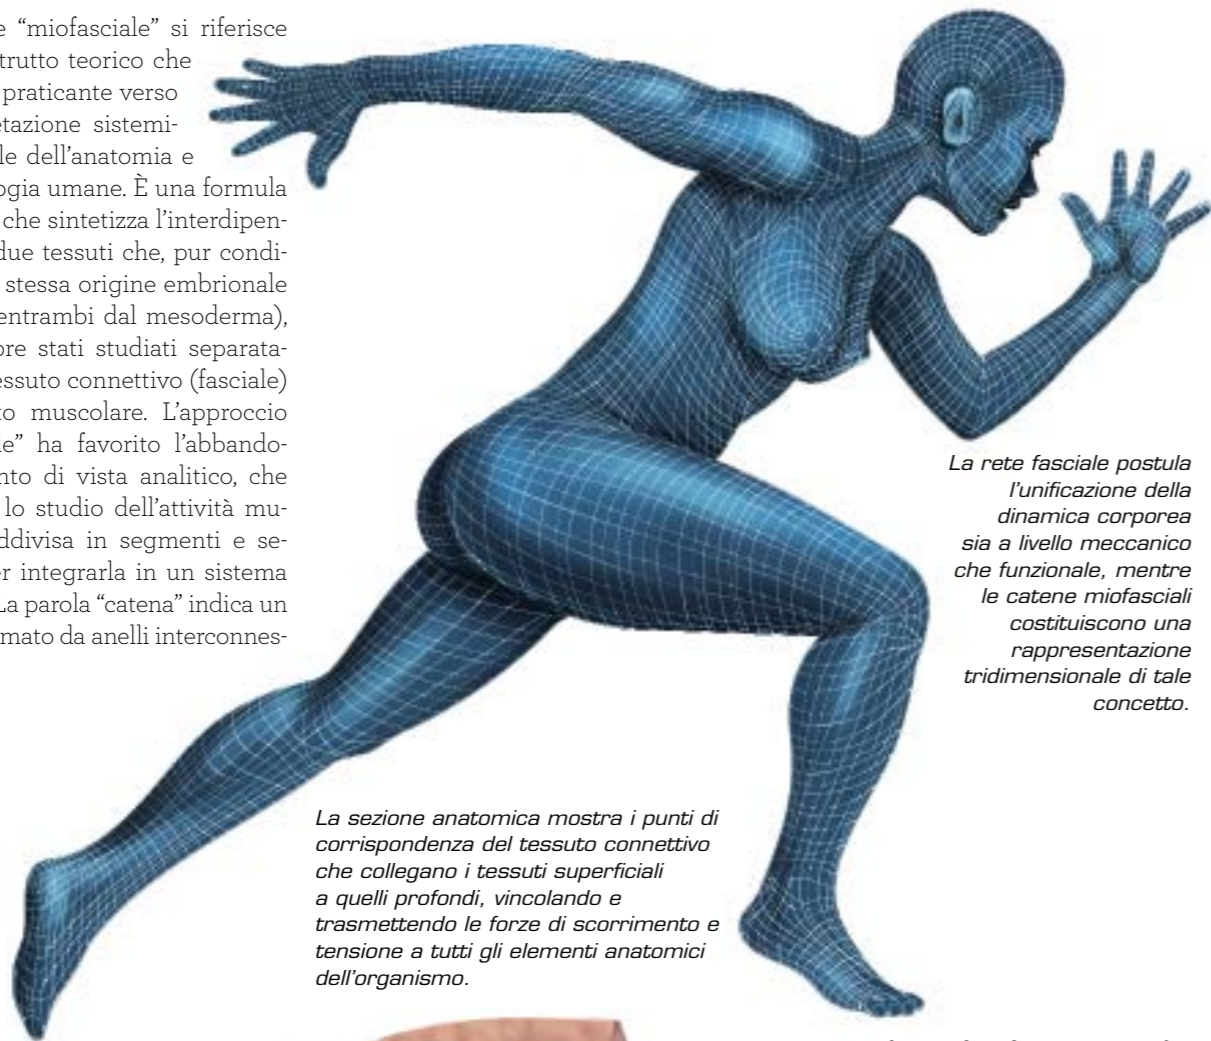 e “miofasciale” si riferisce
trutto teorico che
praticante verso
etazione sistemi-
le dell’anatomia e
ogia umane. È una formula
che sintetizza l’interdipen-
due tessuti che, pur condi-
stessa origine embrionale
entrambi dal mesoderma),
ore stati studiati separata-
essuto connettivo (fasciale)
to muscolare. L’approccio
le” ha favorito l’abbando-
nto di vista analitico, che
lo studio dell’attività mu-
ddivisa in segmenti e se-
er integrarla in un sistema
La parola “catena” indica un
mato da anelli interconnes-
La rete fasciale postula
l’unificazione della
dinamica corporea
sia a livello meccanico
che funzionale, mentre
le catene miofasciali
costituiscono una
rappresentazione
tridimensionale di tale
concetto.
La sezione anatomica mostra i punti di
corrispondenza del tessuto connettivo
che collegano i tessuti superficiali
a quelli profondi, vincolando e
trasmettendo le forze di scorrimento e
tensione a tutti gli elementi anatomici
dell’organismo.